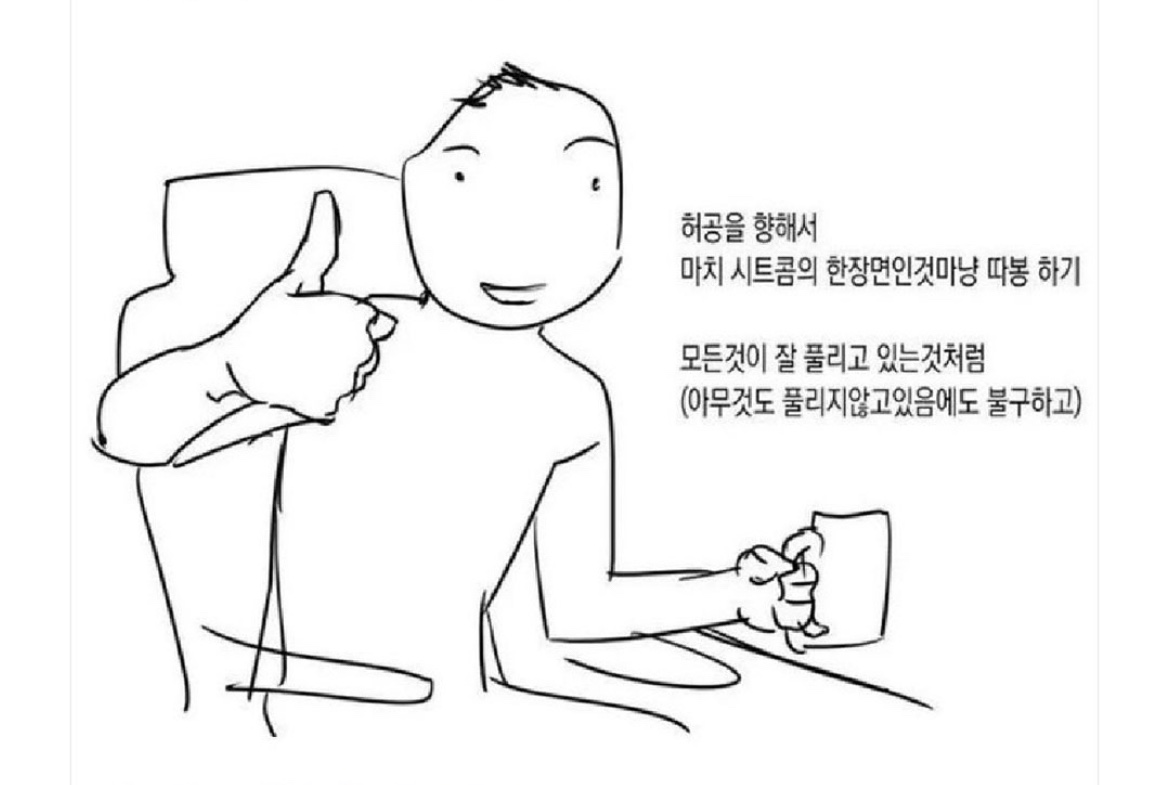 허공을 향해서
마치 시트콤의 한장면인것마냥 따봉 하기
모든것이 잘 풀리고 있는것처럼
(아무것도 풀리지않고있음에도 불구하고)